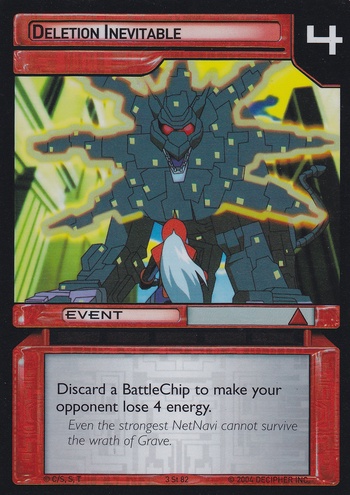 DELETION INEVITABLE
4
EVENT
Discard a BattleChip to make your
opponent lose 4 energy.
Even the strongest NetNavi cannot survive
the wrath of Grave.
© C/S, S, T
3 St 82
© 2004 DECIPHER INC.